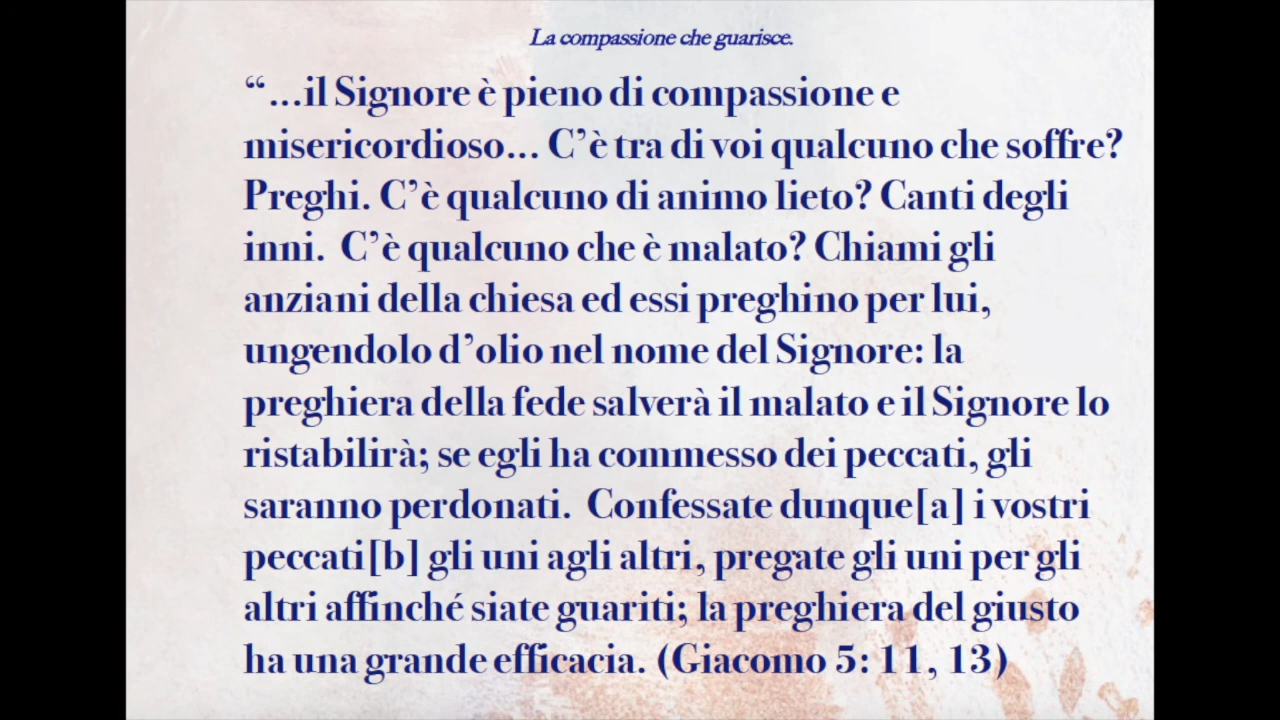 La compassione che guarisce.
“…il Signore è pieno di compassione e
misericordioso… C’è tra di voi qualcuno che soffre?
Preghi. C’è qualcuno di animo lieto? Canti degli
inni.  C’è qualcuno che è malato? Chiami gli
anziani della chiesa ed essi preghino per lui,
ungendolo d’olio nel nome del Signore: la
preghiera della fede salverà il malato e il Signore lo
ristabilirà; se egli ha commesso dei peccati, gli
saranno perdonati.  Confessate dunque[a] i vostri
peccati[b] gli uni agli altri, pregate gli uni per gli
altri affinché siate guariti; la preghiera del giusto
ha una grande efficacia. (Giacomo 5: 11, 13)